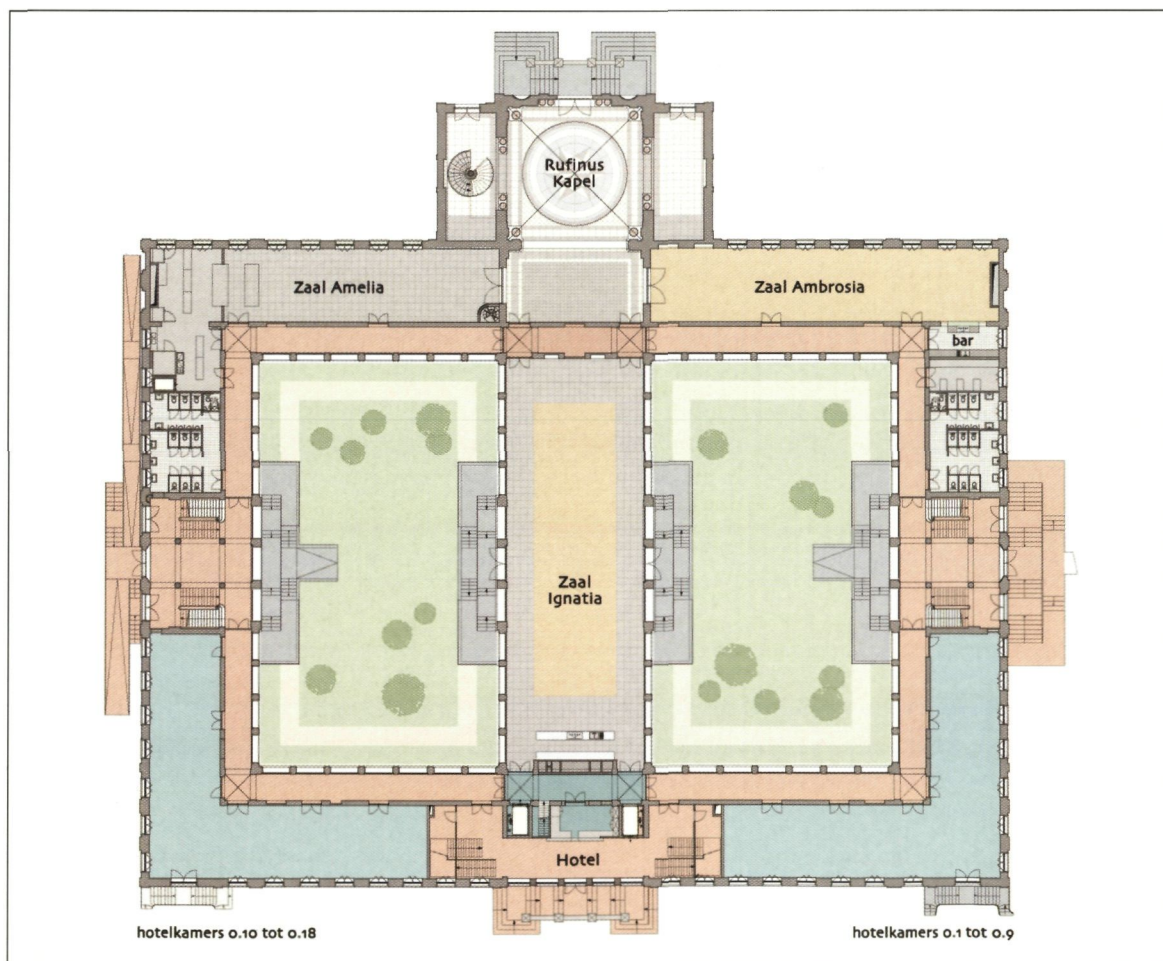 Rufinus
Kapel
Zaal Amelia
Zaal Ambrosia
bar
Zaal
Ignatia
Hotel
hotelkamers 0.10 tot 0.18
hotelkamers 0.1 tot 0.9